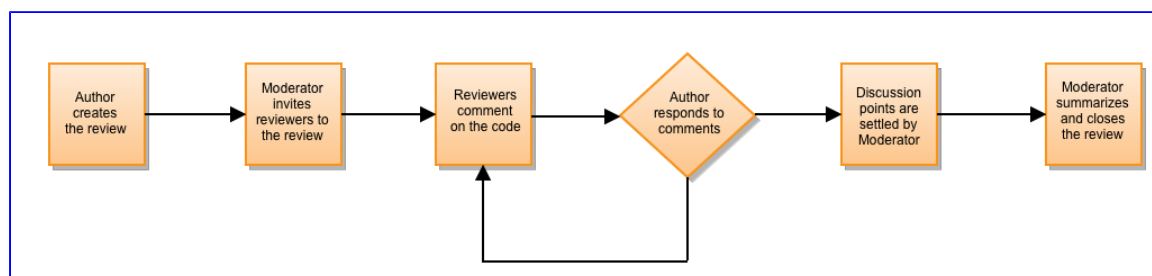 Author
creates
the review
Moderator
invites
reviewers to
the review
Reviewers
comment
on the code
Author
responds to
comments
Discussion
points are
settled by
Moderator
Moderator
summarizes
and closes
the review